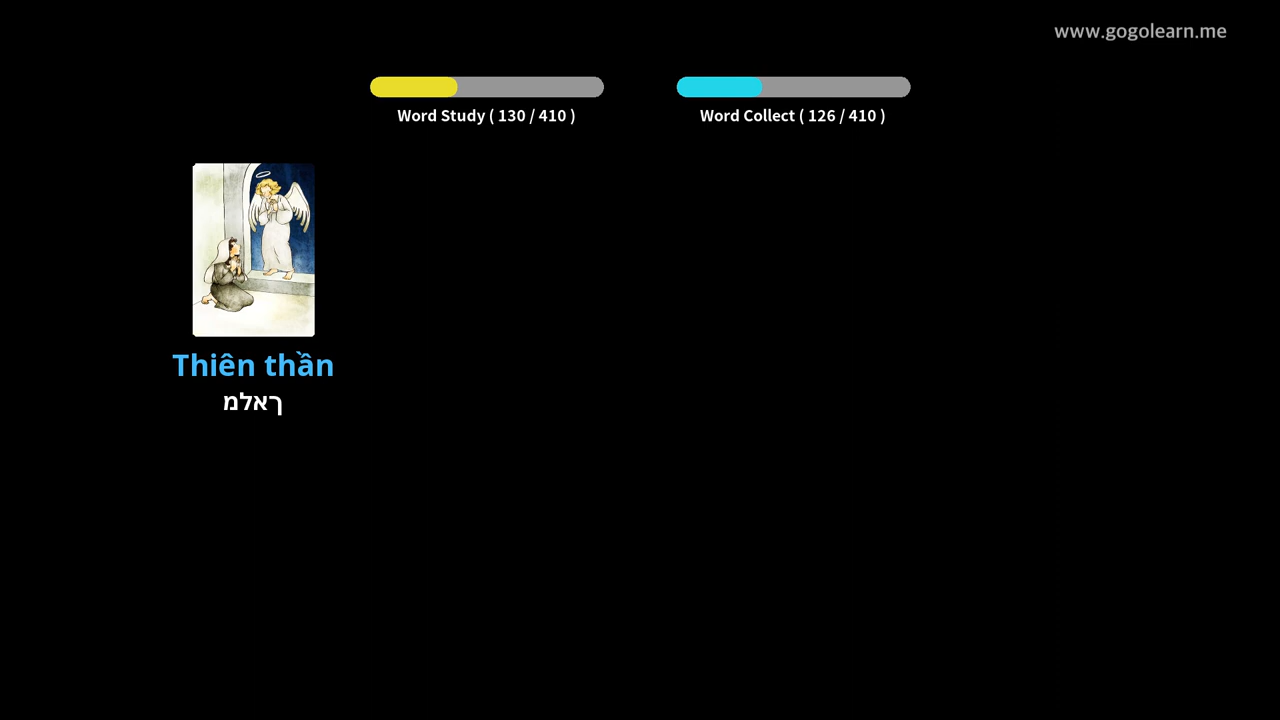 www.gogolearn.me
Word Study ( 130 / 410 )
Word Collect ( 126 / 410 )
Thiên thần
ךאלמ